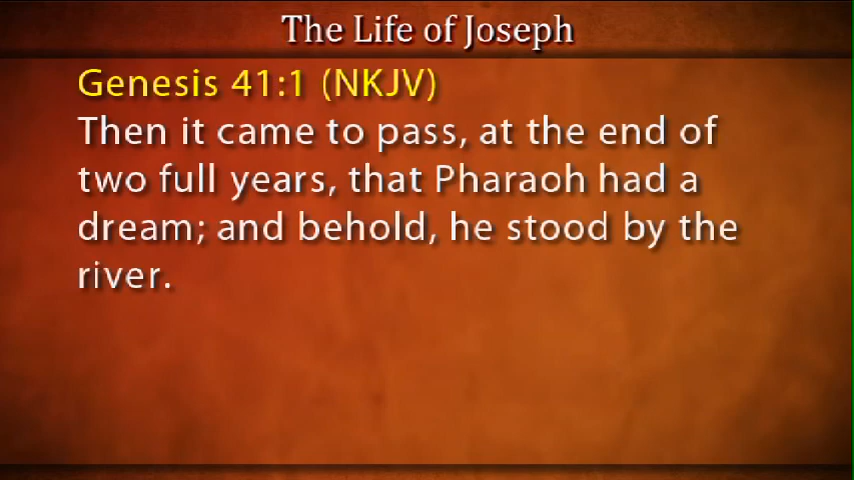 The Life of Joseph
Genesis 41:1 (NKJV)
Then it came to pass, at the end of
two full years, that Pharaoh had a
dream; and behold, he stood by the
river.